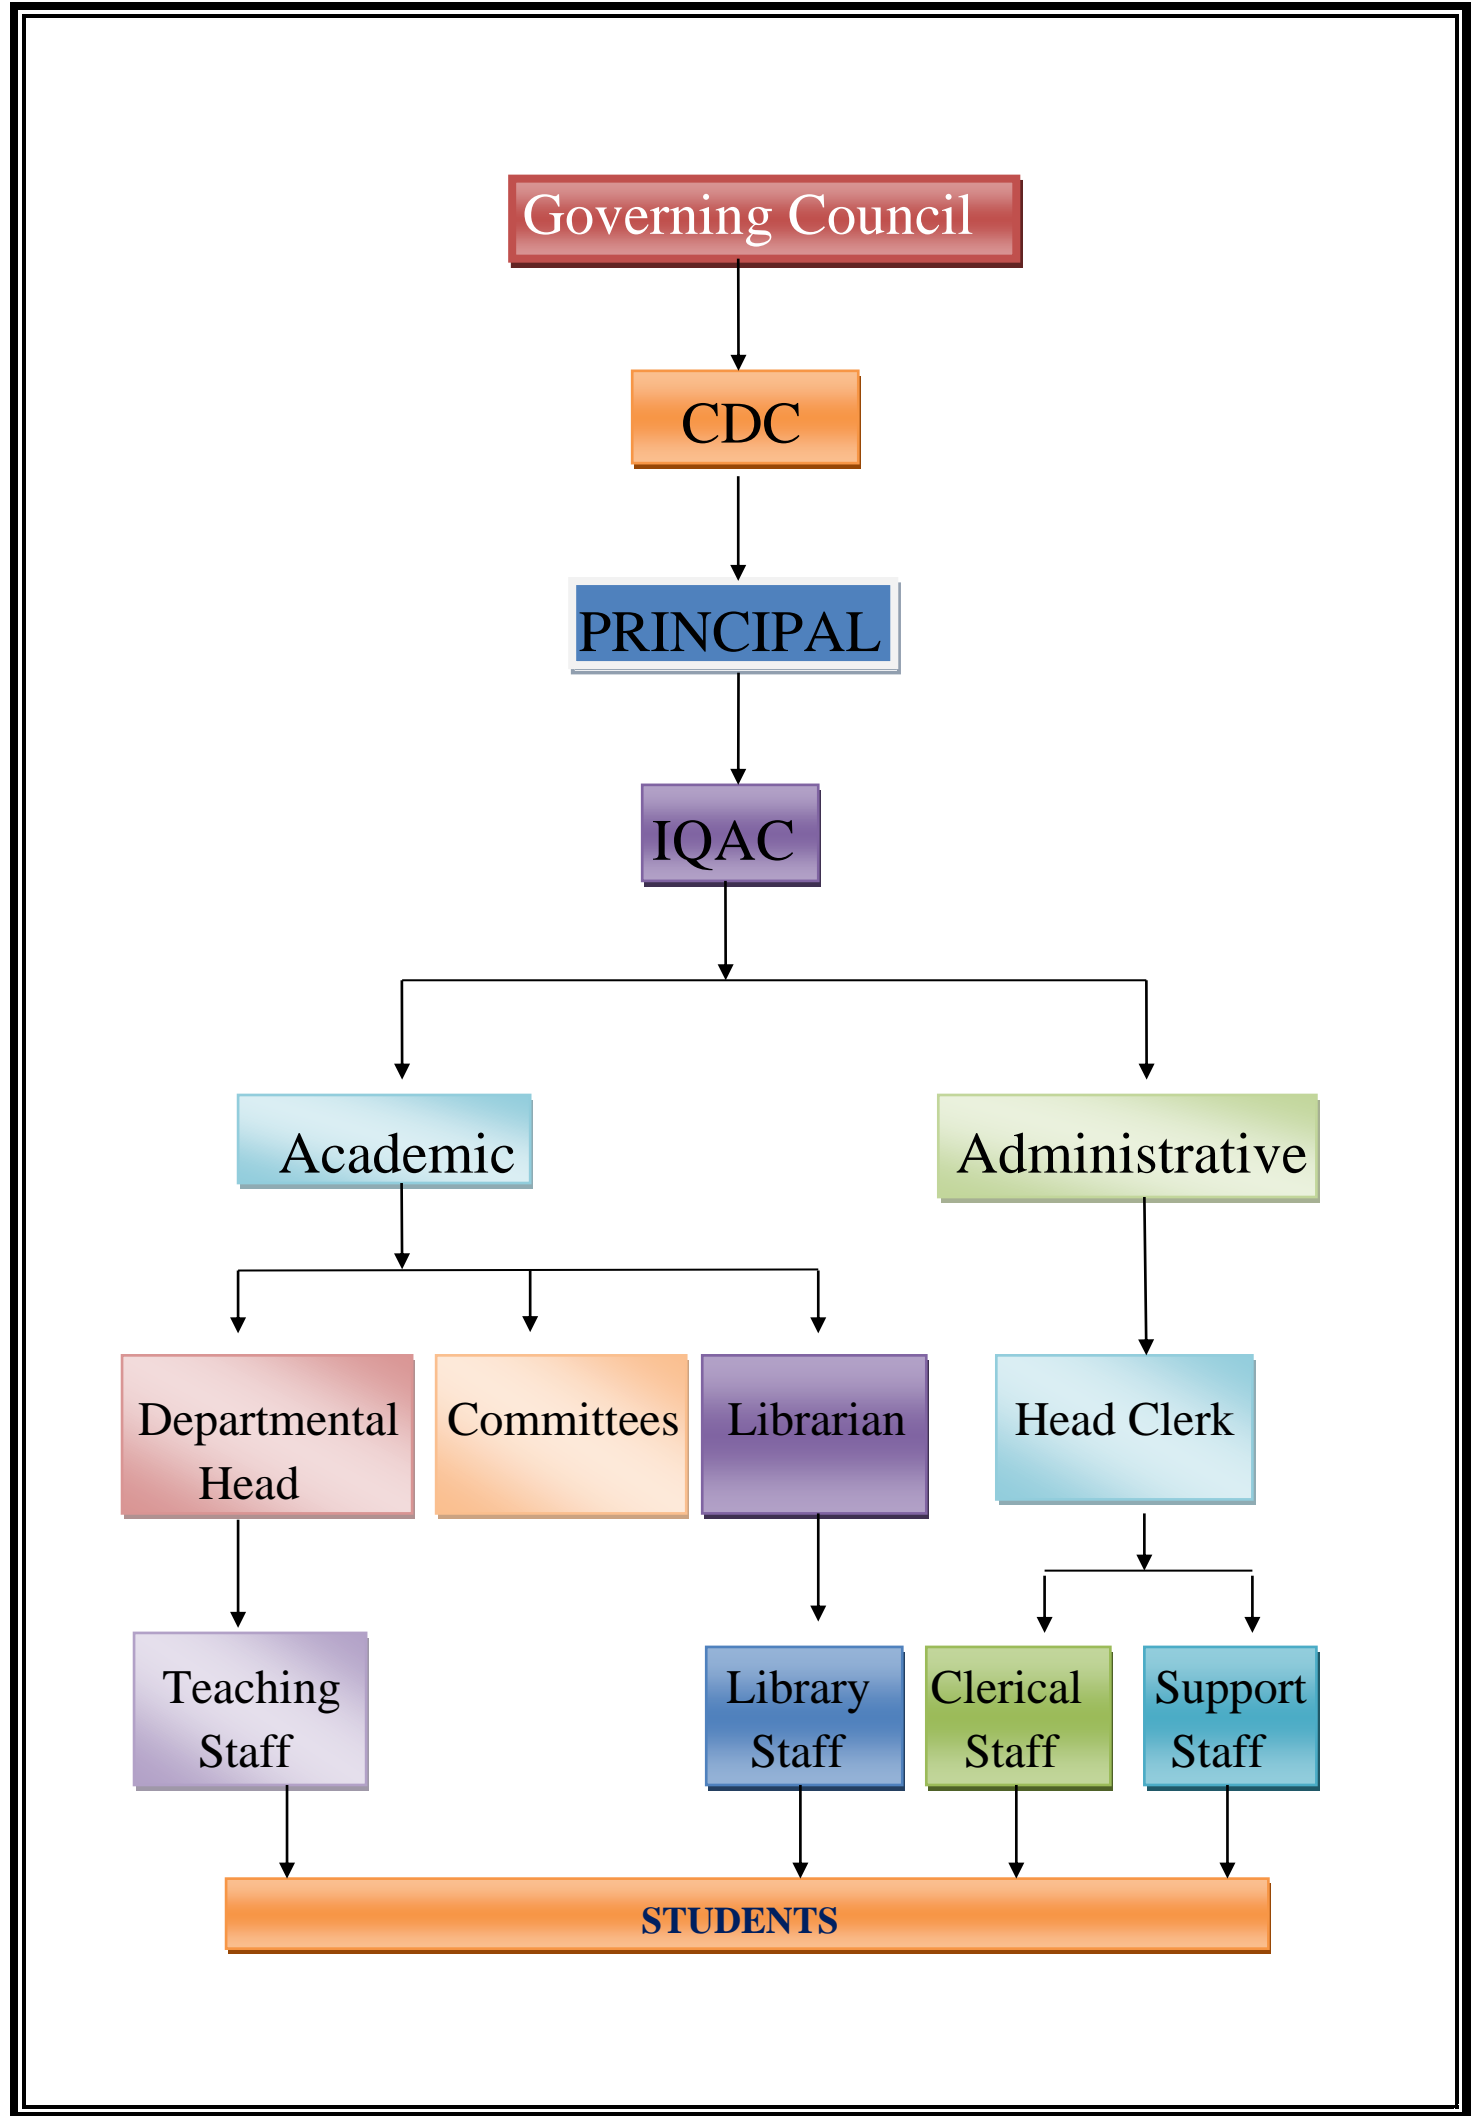 Governing Council
CDC
PRINCIPAL
IQAC
Academic
Administrative
Departmental
Head
Committees
Librarian
Head Clerk
Teaching
Staff
Library
Staff
Clerical
Staff
Support
Staff
STUDENTS